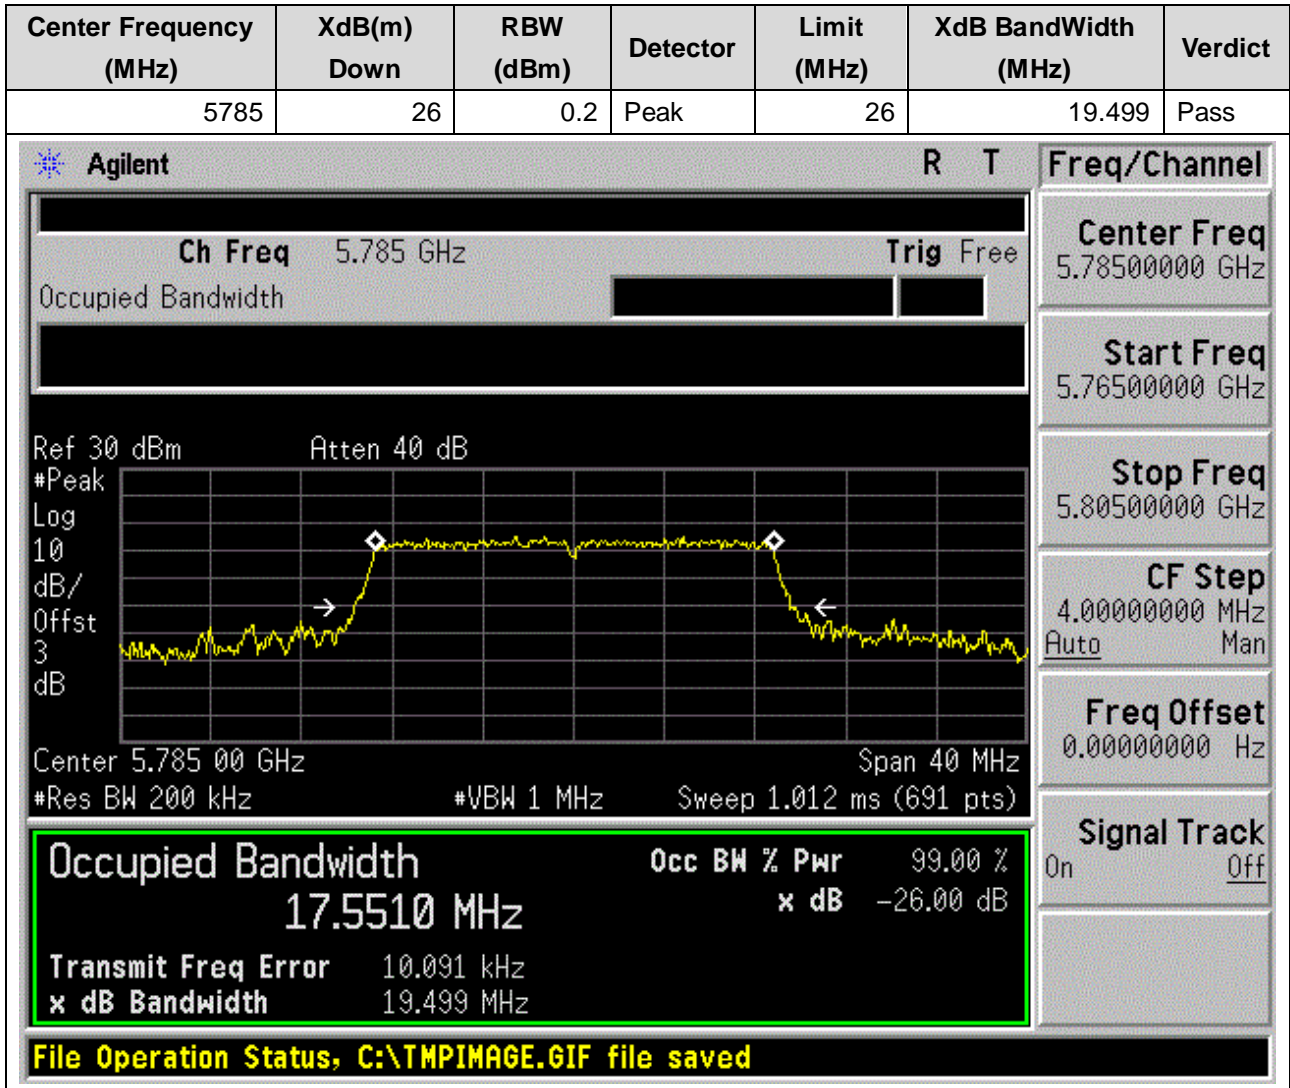 Center Frequency (MHz) XdB(m) Down RBW (dBm) Detector Limit (MHz) XdB BandWidth (MHz) Verdict
5785 26 0.2 Peak 26 19.499 Pass
Agilent R T Freq/Channel
Ch Freq 5.785 GHz Trig Free
Occupied Bandwidth
Center Freq
5.78500000 GHz
Start Freq
5.76500000 GHz
Stop Freq
5.80500000 GHz
CF Step
4.00000000 MHz
Auto Man
Freq Offset
0.00000000 Hz
Signal Track
On Off
Ref 30 dBm Atten 40 dB
#Peak
Log
10
dB/
Offst
3
dB
Center 5.785 00 GHz Span 40 MHz
#Res BW 200 kHz #VBW 1 MHz Sweep 1.012 ms (691 pts)
Occupied Bandwidth Occ BW % Pwr 99.00 %
17.5510 MHz x dB -26.00 dB
Transmit Freq Error 10.091 kHz
x dB Bandwidth 19.499 MHz
File Operation Status, C:\TMPIMAGE.GIF file saved